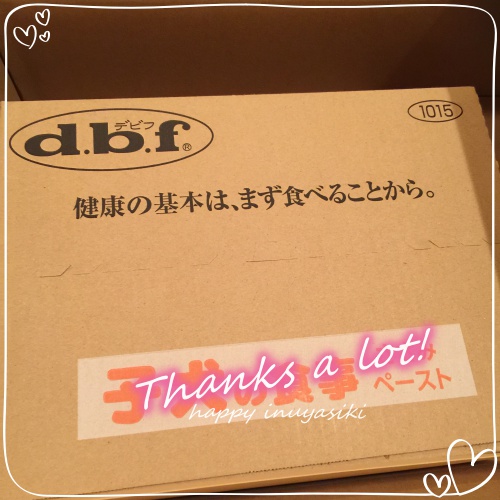 デビフ
d.b.f®
1015
健康の基本は、まず食べることから。
Thanks a lot!
子犬の食事
ペースト
happy inuyasiki